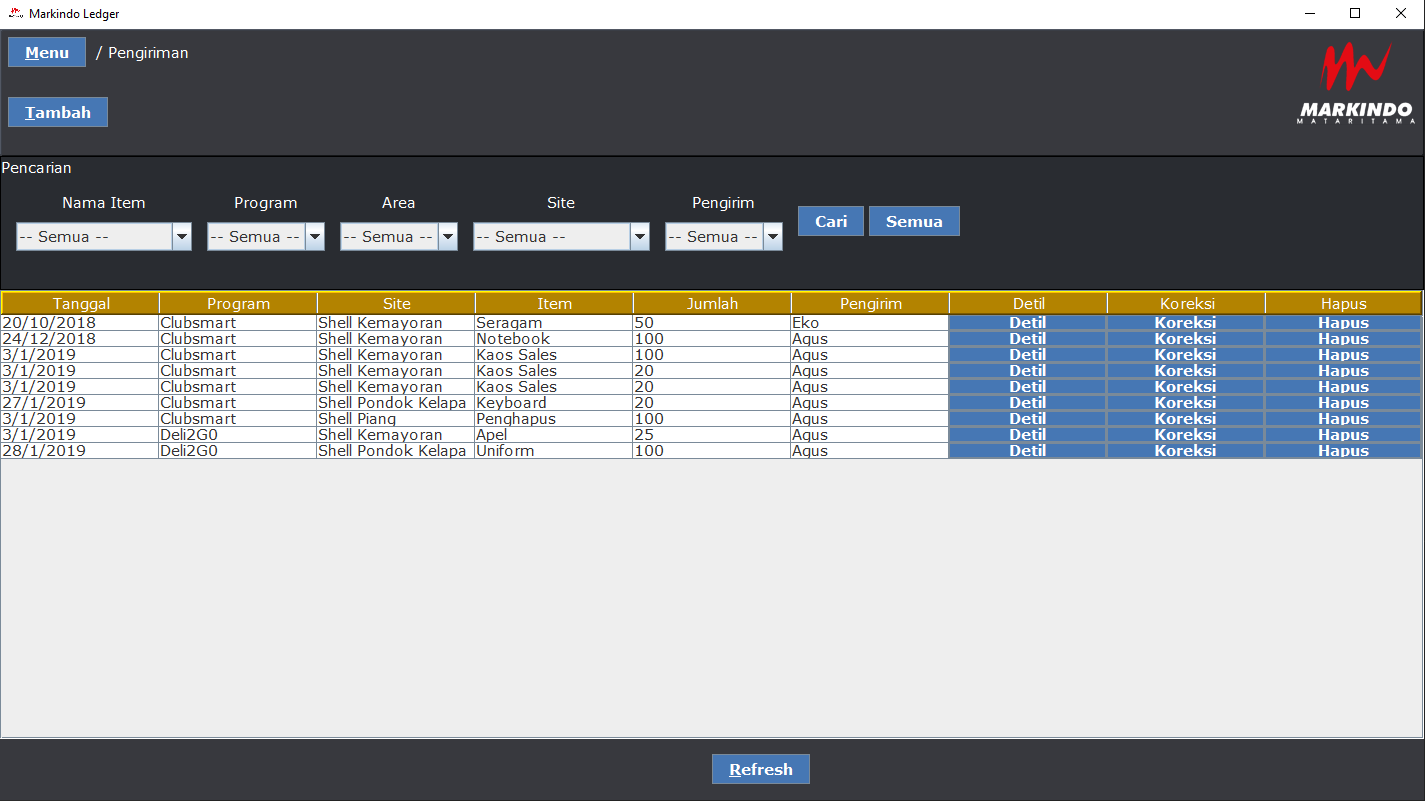 Markindo Ledger
Menu / Pengiriman
MARKINDO
MATARITAMA
Tambah
Pencarian
Nama Item Program Area Site Pengirim
-- Semua -- -- Semua -- -- Semua -- -- Semua -- -- Semua -- Cari Semua
Tanggal Program Site Item Jumlah Pengirim Detil Koreksi Hapus
20/10/2018 Clubsmart Shell Kemayoran Seragam 50 Eko Detil Koreksi Hapus
24/12/2018 Clubsmart Shell Kemayoran Notebook 100 Agus Detil Koreksi Hapus
3/1/2019 Clubsmart Shell Kemayoran Kaos Sales 100 Agus Detil Koreksi Hapus
3/1/2019 Clubsmart Shell Kemayoran Kaos Sales 20 Agus Detil Koreksi Hapus
3/1/2019 Clubsmart Shell Kemayoran Kaos Sales 20 Agus Detil Koreksi Hapus
27/1/2019 Clubsmart Shell Pondok Kelapa Keyboard 20 Agus Detil Koreksi Hapus
3/1/2019 Clubsmart Shell Piang Penghapus 100 Agus Detil Koreksi Hapus
3/1/2019 Deli2G0 Shell Kemayoran Apel 25 Agus Detil Koreksi Hapus
28/1/2019 Deli2G0 Shell Pondok Kelapa Uniform 100 Agus Detil Koreksi Hapus
Refresh